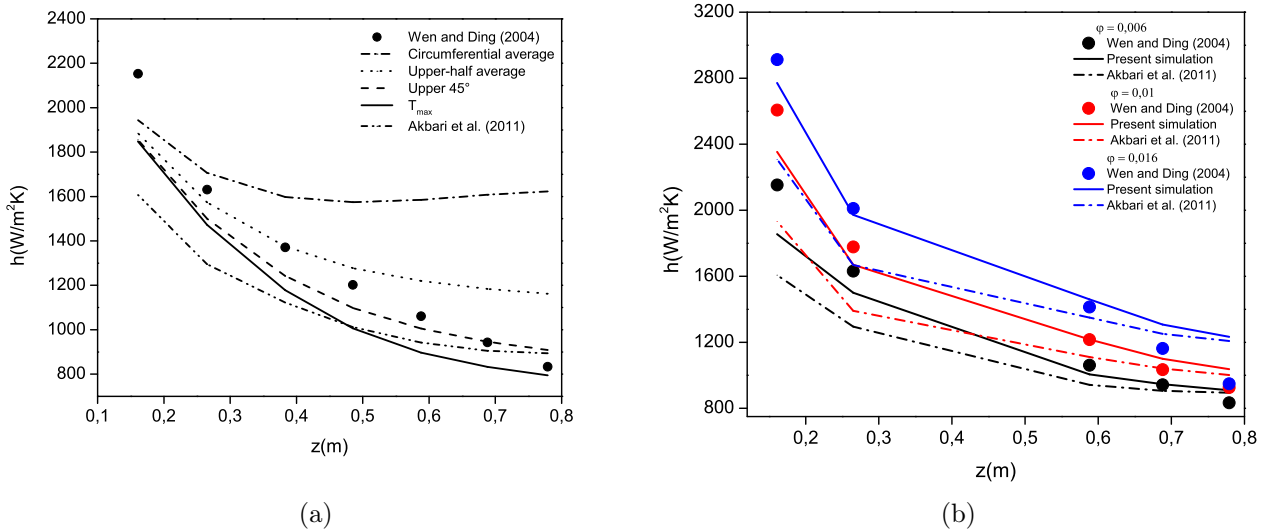 2400
2200
2000
1800
1600
1400
1200
1000
800
h(W/m²K)
0,1 0,2 0,3 0,4 0,5 0,6 0,7 0,8
z(m)
Wen and Ding (2004)
Circumferential average
Upper-half average
Upper 45°
Tmax
Akbari et al. (2011)
(a)
3200
2800
2400
2000
1600
1200
800
h(W/m²K)
0,2 0,3 0,4 0,5 0,6 0,7 0,8
z(m)
φ = 0,006
Wen and Ding (2004)
Present simulation
Akbari et al. (2011)
φ = 0,01
Wen and Ding (2004)
Present simulation
Akbari et al. (2011)
φ = 0,016
Wen and Ding (2004)
Present simulation
Akbari et al. (2011)
(b)